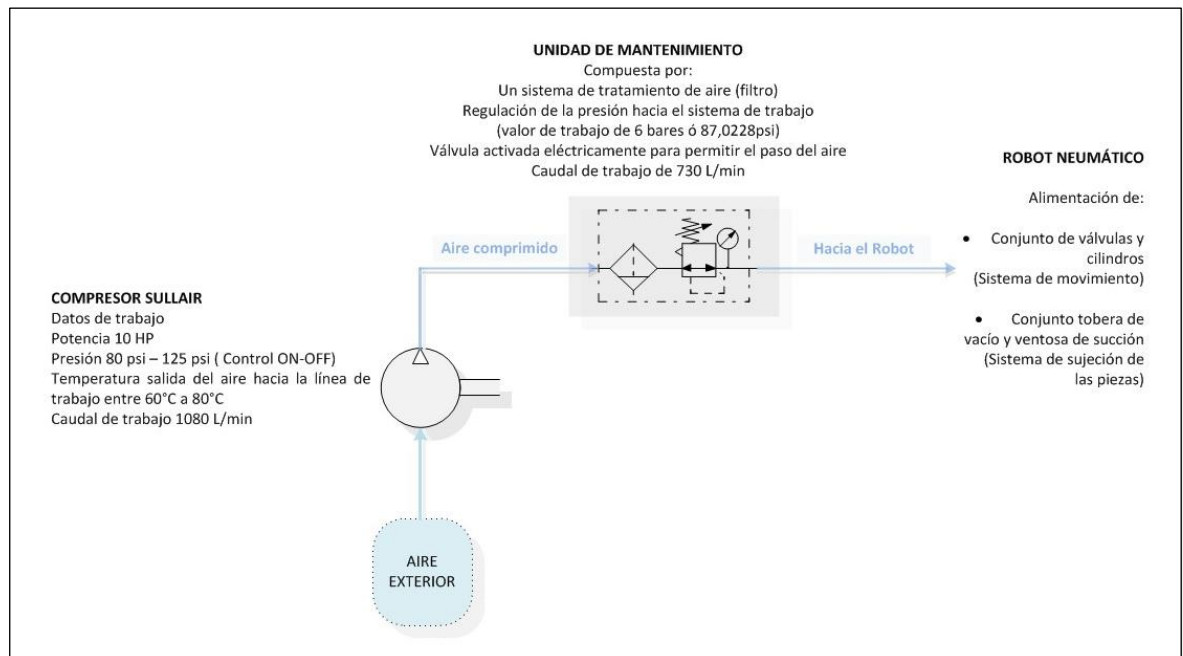 UNIDAD DE MANTENIMIENTO
Compuesta por:
Un sistema de tratamiento de aire (filtro)
Regulación de la presión hacia el sistema de trabajo
(valor de trabajo de 6 bares ó 87,0228psi)
Válvula activada eléctricamente para permitir el paso del aire
Caudal de trabajo de 730 L/min
ROBOT NEUMÁTICO
Alimentación de:
• Conjunto de válvulas y
cilindros
(Sistema de movimiento)
• Conjunto tobera de
vacío y ventosa de succión
(Sistema de sujeción de
las piezas)
Aire comprimido
Hacia el Robot
COMPRESOR SULLAIR
Datos de trabajo
Potencia 10 HP
Presión 80 psi – 125 psi ( Control ON-OFF)
Temperatura salida del aire hacia la línea de
trabajo entre 60°C a 80°C
Caudal de trabajo 1080 L/min
AIRE
EXTERIOR